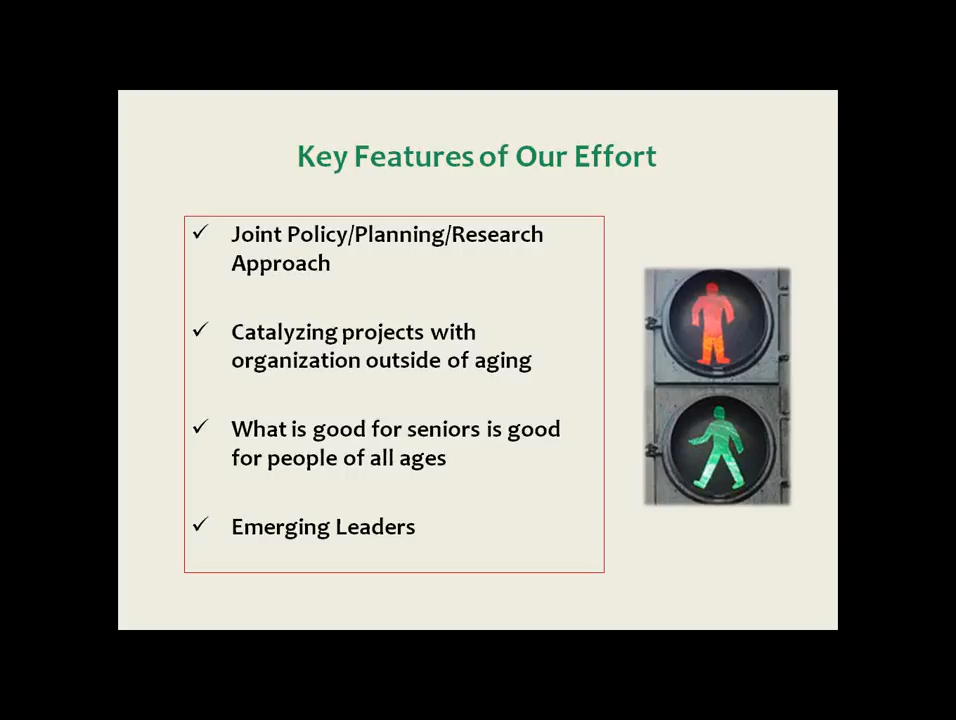 Key Features of Our Effort
✓ Joint Policy/Planning/Research
Approach
✓ Catalyzing projects with
organization outside of aging
✓ What is good for seniors is good
for people of all ages
✓ Emerging Leaders